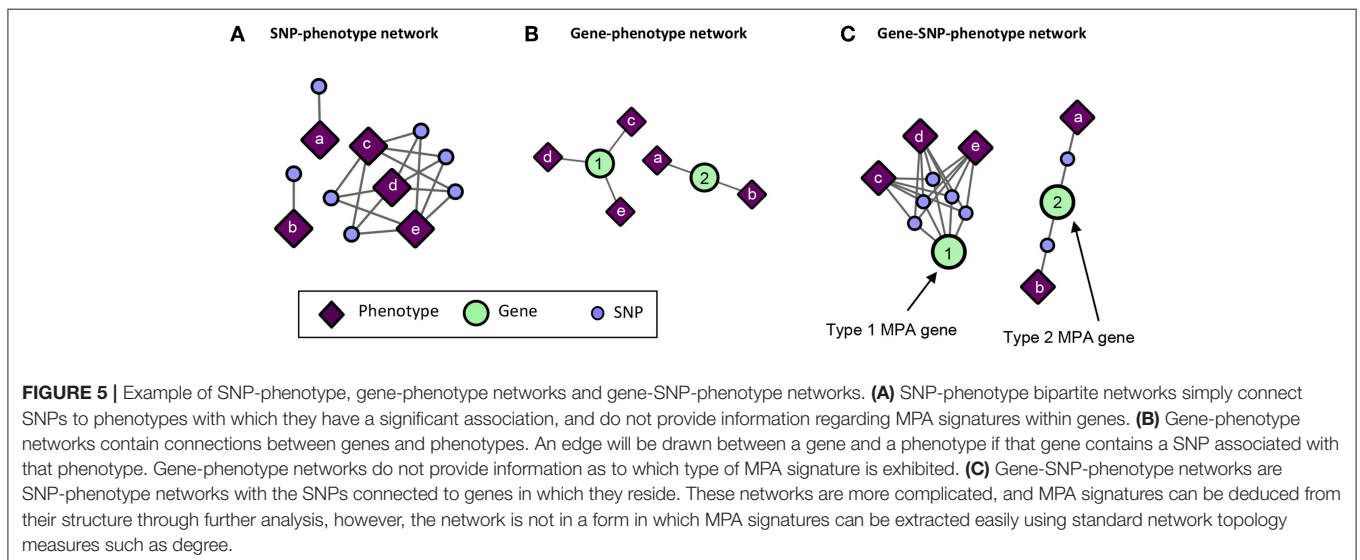 A SNP-phenotype network
B Gene-phenotype network
C Gene-SNP-phenotype network
a
b
c
d
e
c
d
1
e
a
2
b
d
e
c
1
a
2
b
Type 1 MPA gene
Type 2 MPA gene
Phenotype
Gene
SNP
FIGURE 5 | Example of SNP-phenotype, gene-phenotype networks and gene-SNP-phenotype networks. (A) SNP-phenotype bipartite networks simply connect
SNPs to phenotypes with which they have a significant association, and do not provide information regarding MPA signatures within genes. (B) Gene-phenotype
networks contain connections between genes and phenotypes. An edge will be drawn between a gene and a phenotype if that gene contains a SNP associated with
that phenotype. Gene-phenotype networks do not provide information as to which type of MPA signature is exhibited. (C) Gene-SNP-phenotype networks are
SNP-phenotype networks with the SNPs connected to genes in which they reside. These networks are more complicated, and MPA signatures can be deduced from
their structure through further analysis, however, the network is not in a form in which MPA signatures can be extracted easily using standard network topology
measures such as degree.